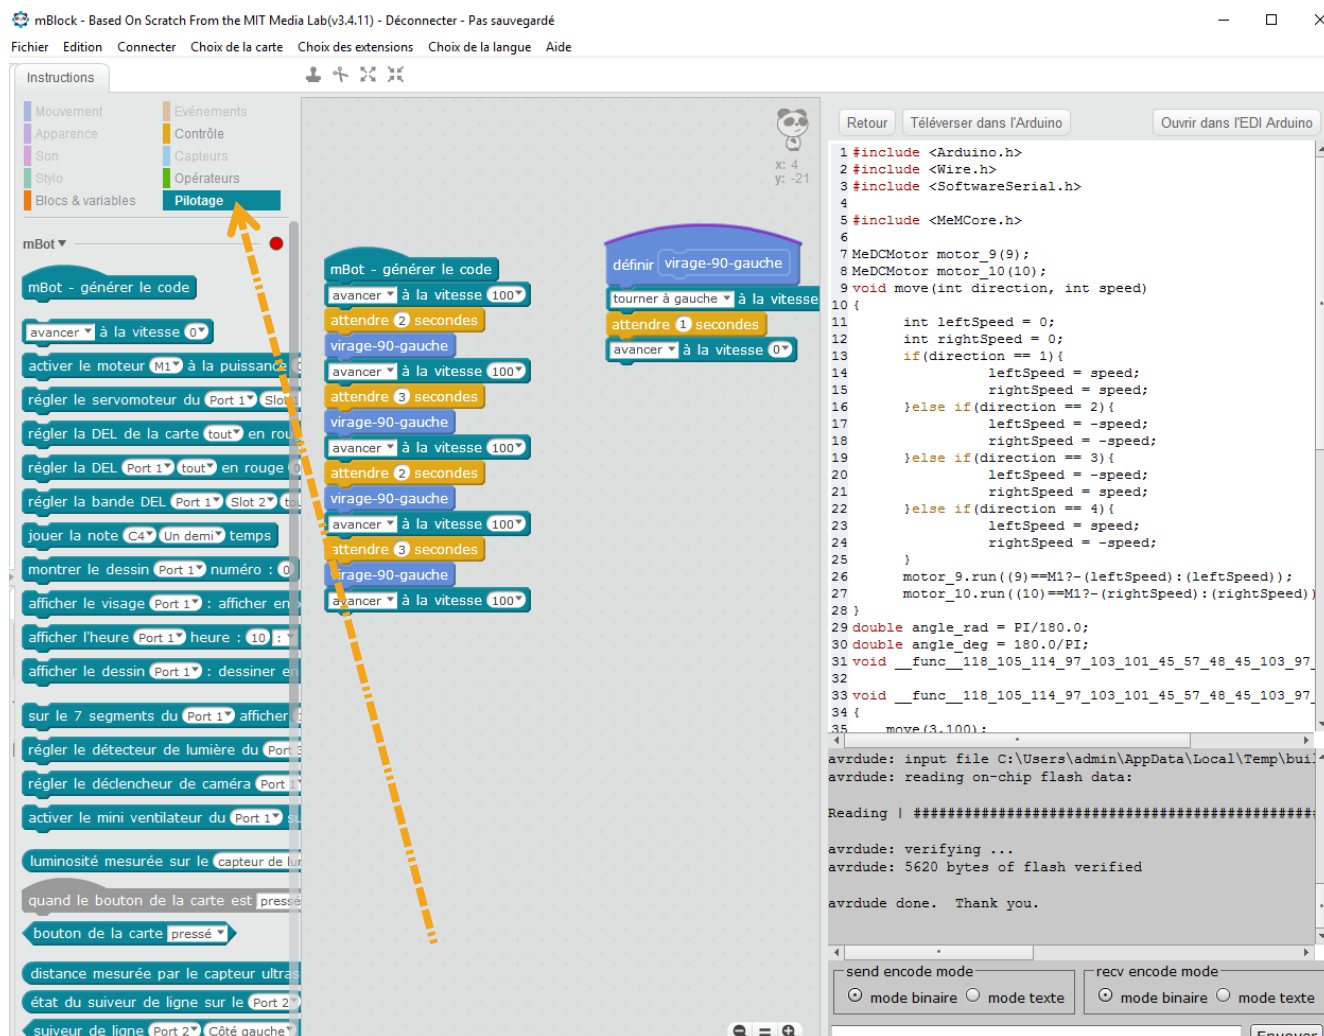 mBlock - Based On Scratch From the MIT Media Lab(v3.4.11) - Déconnecter - Pas sauvegardé
Fichier Edition Connecter Choix de la carte Choix des extensions Choix de la langue Aide
Instructions
Mouvement Evénements
Apparence Contrôle
Son Capteurs
Stylo Opérateurs
Blocs & variables Pilotage
mBot
mBot - générer le code
avancer à la vitesse 0
activer le moteur M1 à la puissance 0
régler le servomoteur du Port 1 Slot 1
régler la DEL de la carte tout en rou
régler la DEL Port 1 tout en rouge 0
régler la bande DEL Port 1 Slot 2 to
jouer la note C4 Un demi temps
montrer le dessin Port 1 numéro : 0
afficher le visage Port 1 : afficher en
afficher l'heure Port 1 heure : 10 :
afficher le dessin Port 1 : dessiner en
sur le 7 segments du Port 1 afficher
régler le détecteur de lumière du Port 3
régler le déclencheur de caméra Port 1
activer le mini ventilateur du Port 1 su
luminosité mesurée sur le capteur de lu
quand le bouton de la carte est pressé
bouton de la carte pressé
distance mesurée par le capteur ultras
état du suiveur de ligne sur le Port 2
suiveur de ligne Port 2 Côté gauche
x: 4
y: -21
mBot - générer le code
avancer à la vitesse 100
attendre 2 secondes
virage-90-gauche
avancer à la vitesse 100
attendre 3 secondes
virage-90-gauche
avancer à la vitesse 100
attendre 2 secondes
virage-90-gauche
avancer à la vitesse 100
attendre 3 secondes
virage-90-gauche
avancer à la vitesse 100
définir virage-90-gauche
tourner à gauche à la vitesse
attendre 1 secondes
avancer à la vitesse 0
Retour Téléverser dans l'Arduino Ouvrir dans l'EDI Arduino
1 #include <Arduino.h>
2 #include <Wire.h>
3 #include <SoftwareSerial.h>
4
5 #include <MeMCore.h>
6
7 MeDCMotor motor_9(9);
8 MeDCMotor motor_10(10);
9 void move(int direction, int speed)
10 {
11 int leftSpeed = 0;
12 int rightSpeed = 0;
13 if(direction == 1){
14 leftSpeed = speed;
15 rightSpeed = speed;
16 }else if(direction == 2){
17 leftSpeed = -speed;
18 rightSpeed = -speed;
19 }else if(direction == 3){
20 leftSpeed = -speed;
21 rightSpeed = speed;
22 }else if(direction == 4){
23 leftSpeed = speed;
24 rightSpeed = -speed;
25 }
26 motor_9.run((9)==M1?-(leftSpeed):(leftSpeed));
27 motor_10.run((10)==M1?-(rightSpeed):(rightSpeed))
28 }
29 double angle_rad = PI/180.0;
30 double angle_deg = 180.0/PI;
31 void __func__118_105_114_97_103_101_45_57_48_45_103_97_
32
33 void __func__118_105_114_97_103_101_45_57_48_45_103_97_
34 {
35 move(3,100);
avrdude: input file C:\Users\admin\AppData\Local\Temp\buil
avrdude: reading on-chip flash data:
Reading | ################################################
avrdude: verifying ...
avrdude: 5620 bytes of flash verified
avrdude done. Thank you.
send encode mode recv encode mode
mode binaire mode texte mode binaire mode texte
Envoyer